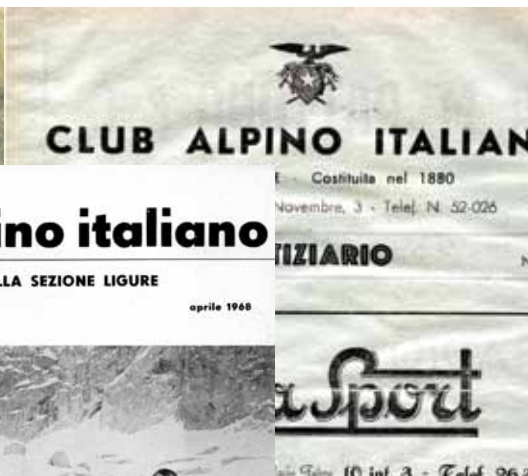 CLUB ALPINO ITALIAN
E - Costituita nel 1880
Novembre, 3 - Telef. N. 52-026
TIZIARIO
N
a Sport
10 int. 3 - Telef. 26-
ino italiano
LLA SEZIONE LIGURE
aprile 1968